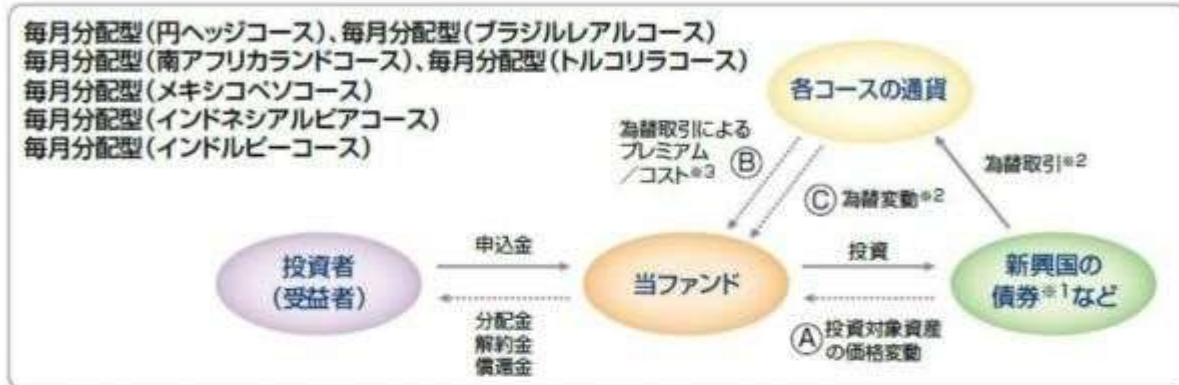 毎月分配型(円ヘッジコース)、毎月分配型(ブラジルレアルコース)
毎月分配型(南アフリカランドコース)、毎月分配型(トルコリラコース)
毎月分配型(メキシコペソコース)
毎月分配型(インドネシアルピアコース)
毎月分配型(インドルピーコース)
各コースの通貨
為替取引による
プレミアム
／コスト※3
Ⓑ
Ⓒ 為替変動※2
為替取引※2
投資者
(受益者)
申込金
分配金
解約金
償還金
当ファンド
投資
Ⓐ 投資対象資産
の価格変動
新興国の
債券※1など